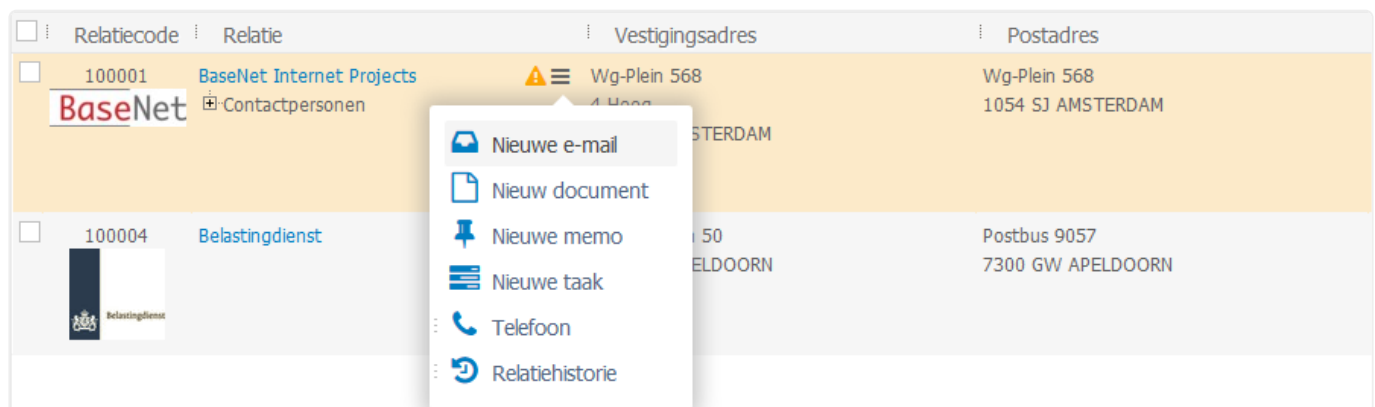 Relatiecode Relatie Vestigingsadres Postadres
100001 BaseNet Internet Projects Wg-Plein 568 Wg-Plein 568
BaseNet Contactpersonen 4 Hoog 1054 SJ AMSTERDAM
STERDAM
Nieuwe e-mail
Nieuw document
100004 Belastingdienst Nieuwe memo 50 Postbus 9057
ELDOORN 7300 GW APELDOORN
Nieuwe taak
Belastingdienst
Telefoon
Relatiehistorie